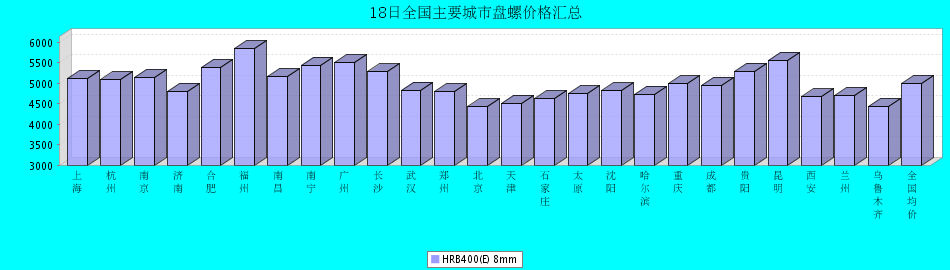 18日全国主要城市盘螺价格汇总
6000
5500
5000
4500
4000
3500
3000
上海
杭州
南京
济南
合肥
福州
南昌
南宁
广州
长沙
武汉
郑州
北京
天津
石家庄
太原
沈阳
哈尔滨
重庆
成都
贵阳
昆明
西安
兰州
乌鲁木齐
全国均价
HRB400(E) 8mm